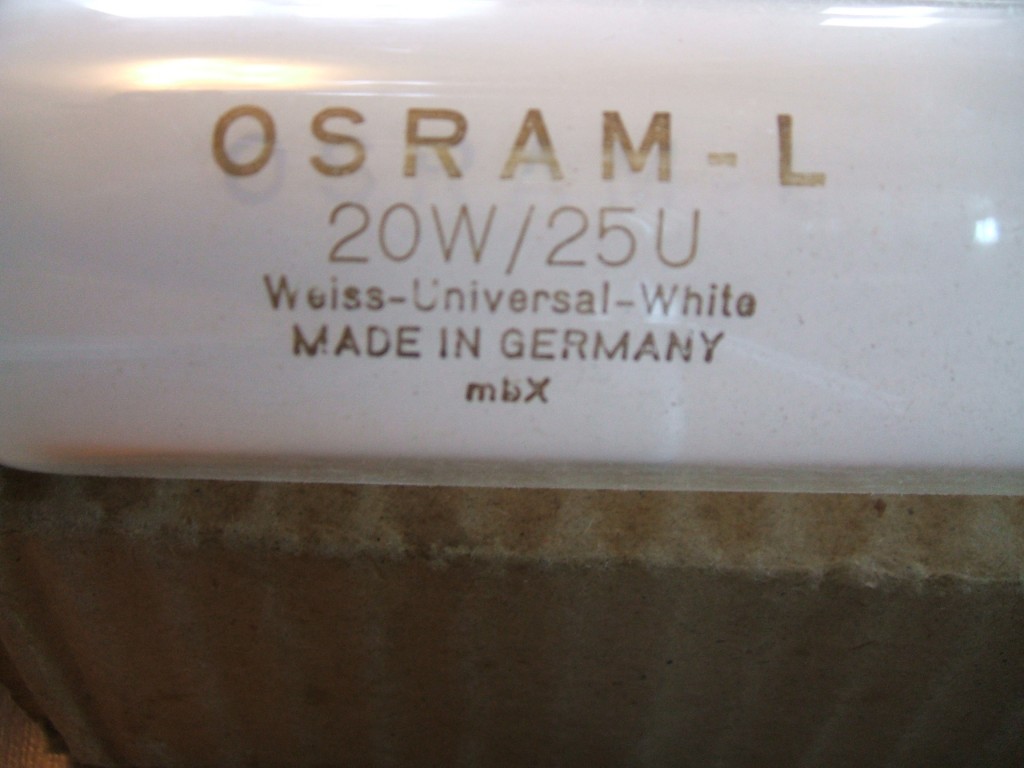 OSRAM-L
20W/25U
Weiss-Universal-White
MADE IN GERMANY
mbX